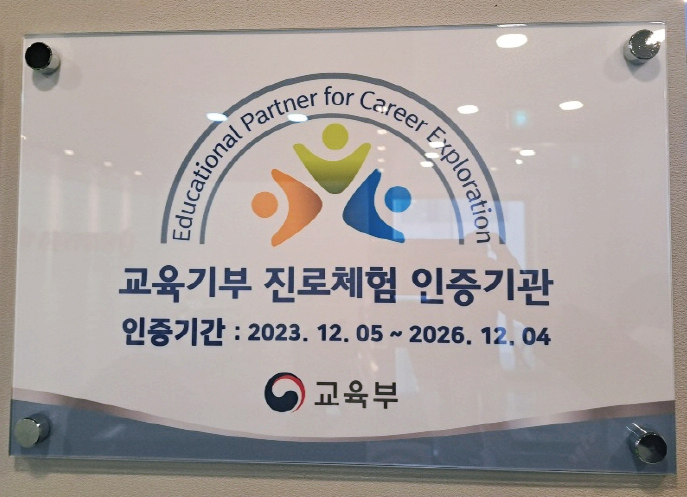 Educational Partner for Career Exploration
교육기부 진로체험 인증기관
인증기간 : 2023. 12. 05 ~ 2026. 12. 04
교육부